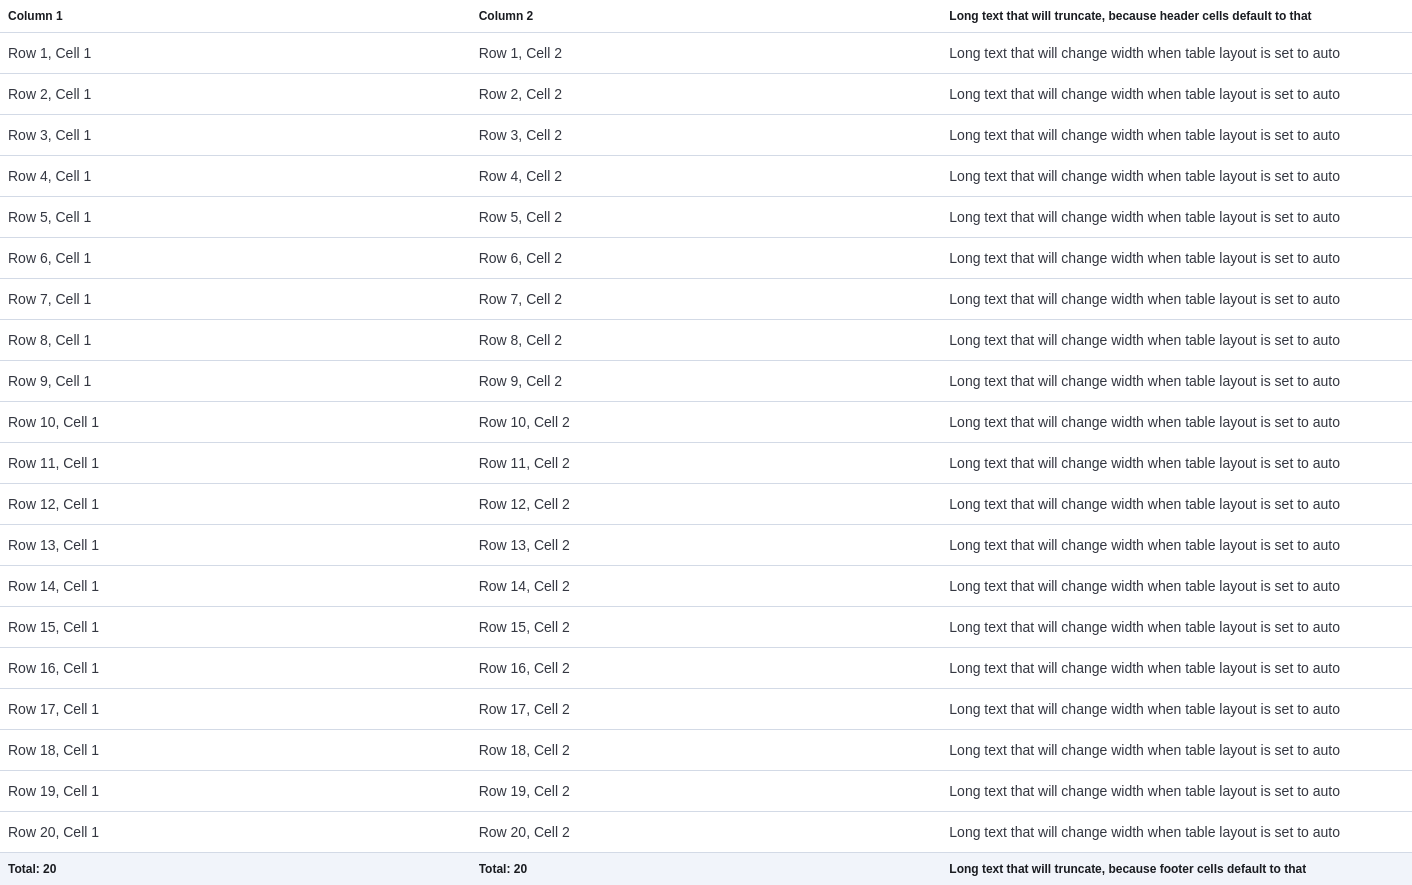 Column 1 Column 2 Long text that will truncate, because header cells default to that
Row 1, Cell 1 Row 1, Cell 2 Long text that will change width when table layout is set to auto
Row 2, Cell 1 Row 2, Cell 2 Long text that will change width when table layout is set to auto
Row 3, Cell 1 Row 3, Cell 2 Long text that will change width when table layout is set to auto
Row 4, Cell 1 Row 4, Cell 2 Long text that will change width when table layout is set to auto
Row 5, Cell 1 Row 5, Cell 2 Long text that will change width when table layout is set to auto
Row 6, Cell 1 Row 6, Cell 2 Long text that will change width when table layout is set to auto
Row 7, Cell 1 Row 7, Cell 2 Long text that will change width when table layout is set to auto
Row 8, Cell 1 Row 8, Cell 2 Long text that will change width when table layout is set to auto
Row 9, Cell 1 Row 9, Cell 2 Long text that will change width when table layout is set to auto
Row 10, Cell 1 Row 10, Cell 2 Long text that will change width when table layout is set to auto
Row 11, Cell 1 Row 11, Cell 2 Long text that will change width when table layout is set to auto
Row 12, Cell 1 Row 12, Cell 2 Long text that will change width when table layout is set to auto
Row 13, Cell 1 Row 13, Cell 2 Long text that will change width when table layout is set to auto
Row 14, Cell 1 Row 14, Cell 2 Long text that will change width when table layout is set to auto
Row 15, Cell 1 Row 15, Cell 2 Long text that will change width when table layout is set to auto
Row 16, Cell 1 Row 16, Cell 2 Long text that will change width when table layout is set to auto
Row 17, Cell 1 Row 17, Cell 2 Long text that will change width when table layout is set to auto
Row 18, Cell 1 Row 18, Cell 2 Long text that will change width when table layout is set to auto
Row 19, Cell 1 Row 19, Cell 2 Long text that will change width when table layout is set to auto
Row 20, Cell 1 Row 20, Cell 2 Long text that will change width when table layout is set to auto
Total: 20 Total: 20 Long text that will truncate, because footer cells default to that